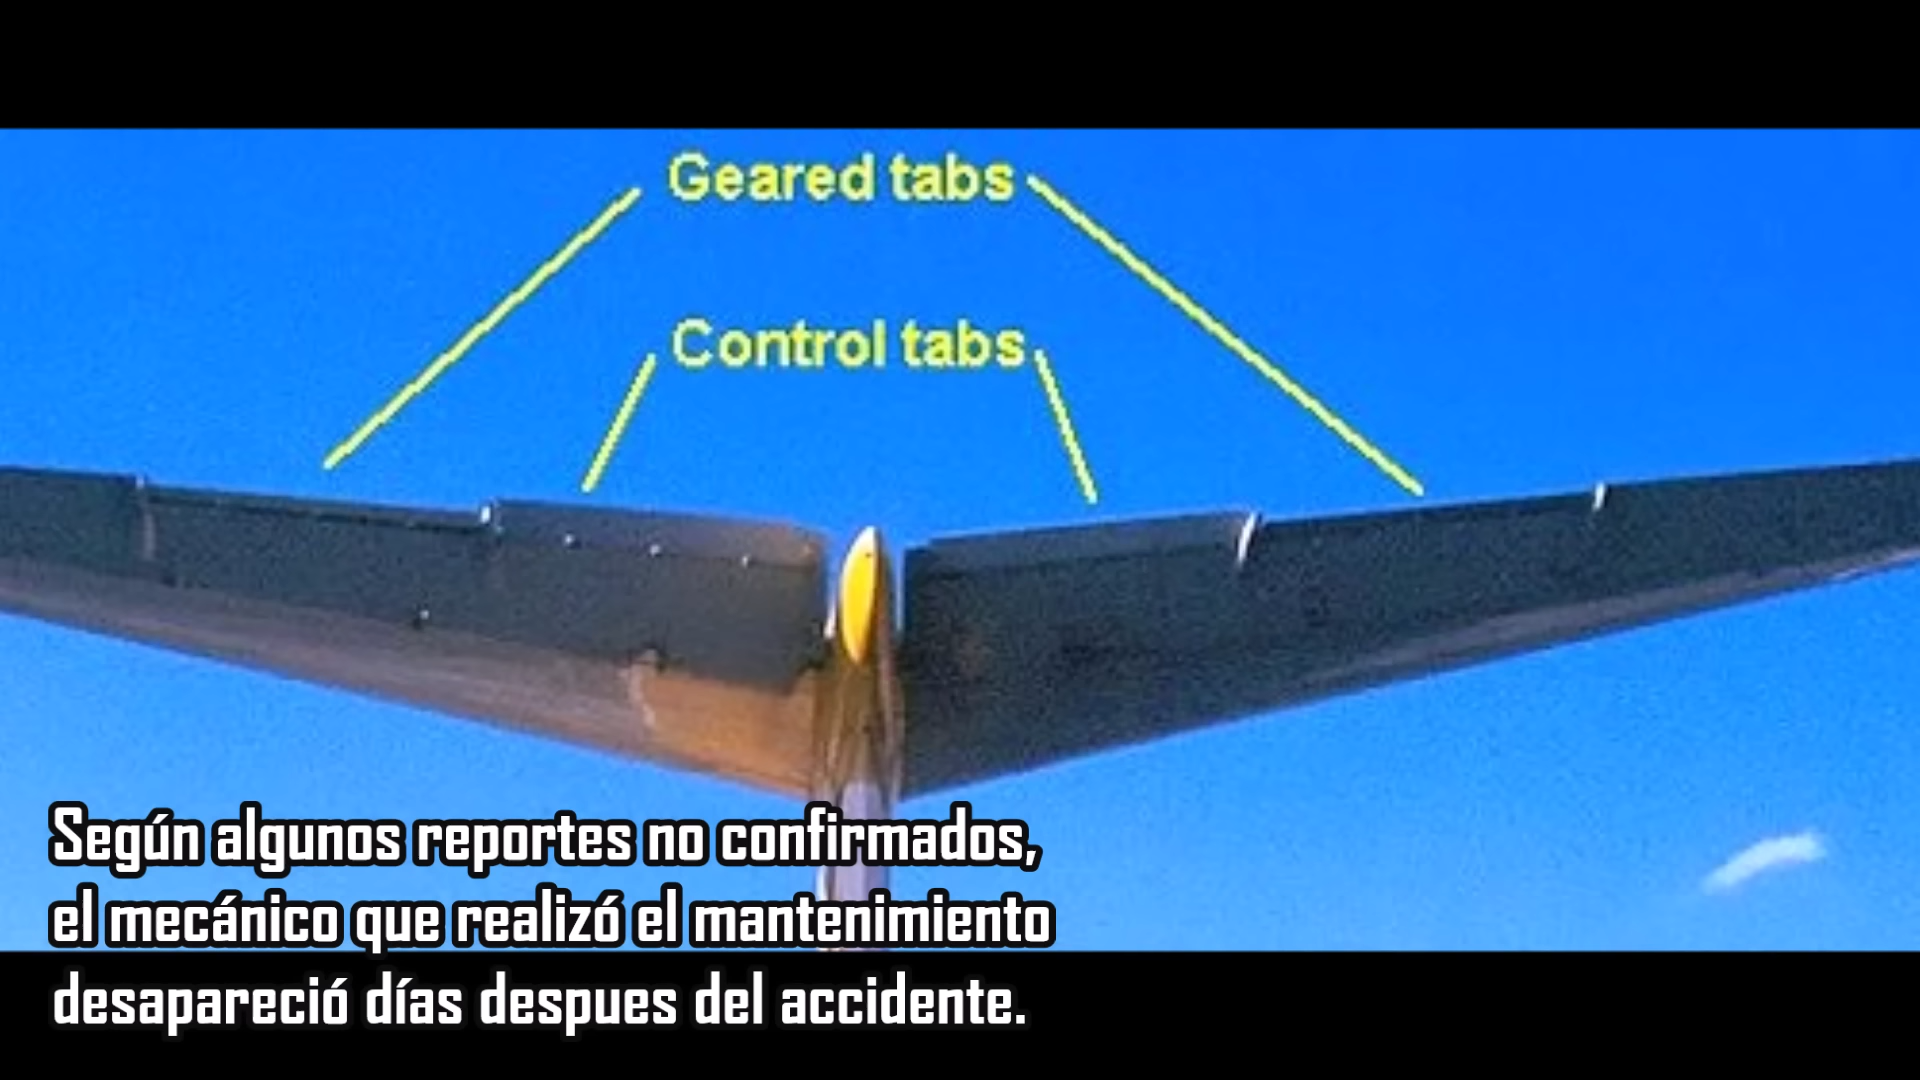 Geared tabs
Control tabs
Según algunos reportes no confirmados,
el mecánico que realizó el mantenimiento
desapareció días despues del accidente.